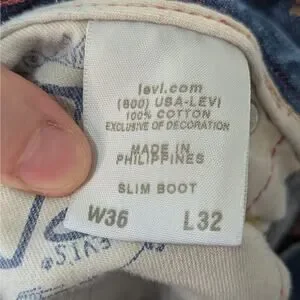 levi.com
(800) USA-LEVI
100% COTTON
EXCLUSIVE OF DECORATION
MADE IN
PHILIPPINES
SLIM BOOT
W36 L32